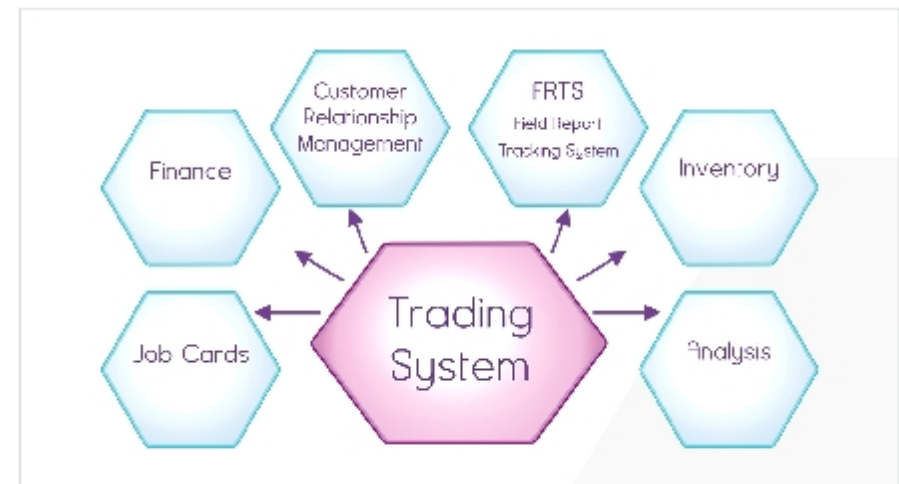 Customer
Relationship
Management
FRTS
Field Report
Tracking System
Finance
Inventory
Trading
System
Job Cards
Analysis